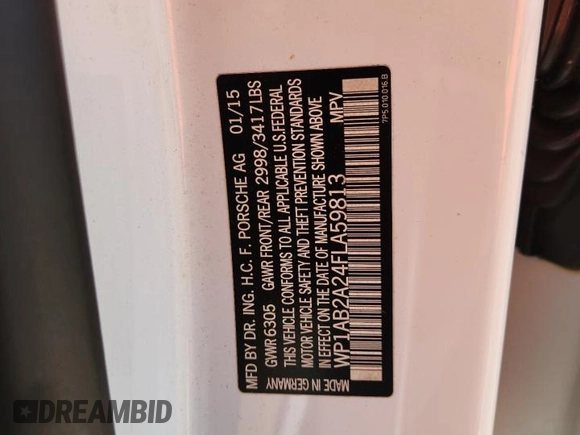 MFD BY DR. ING. H.C. F. PORSCHE AG 01/15
GVWR 6305 GAWR FRONT/REAR 2998/3417 LBS
THIS VEHICLE CONFORMS TO ALL APPLICABLE U.S.FEDERAL
MOTOR VEHICLE SAFETY AND THEFT PREVENTION STANDARDS
IN EFFECT ON THE DATE OF MANUFACTURE SHOWN ABOVE
WP1AB2A24FLA59813 MPV
MADE IN GERMANY
7P5.010.016.B
DREAMBID